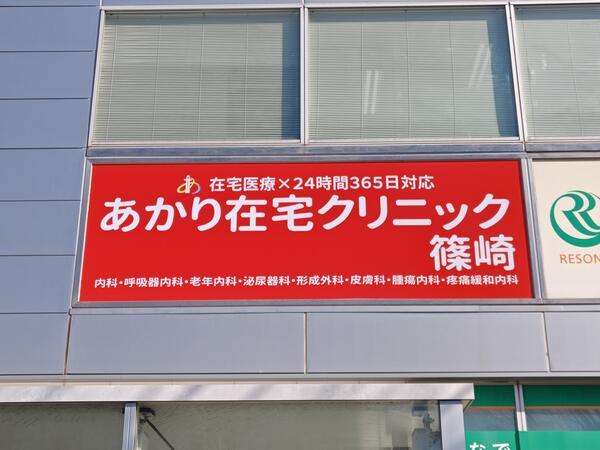 在宅医療×24時間365日対応
あかり在宅クリニック
篠崎
内科・呼吸器内科・老年内科・泌尿器科・形成外科・皮膚科・腫瘍内科・疼痛緩和内科
RESON
なで